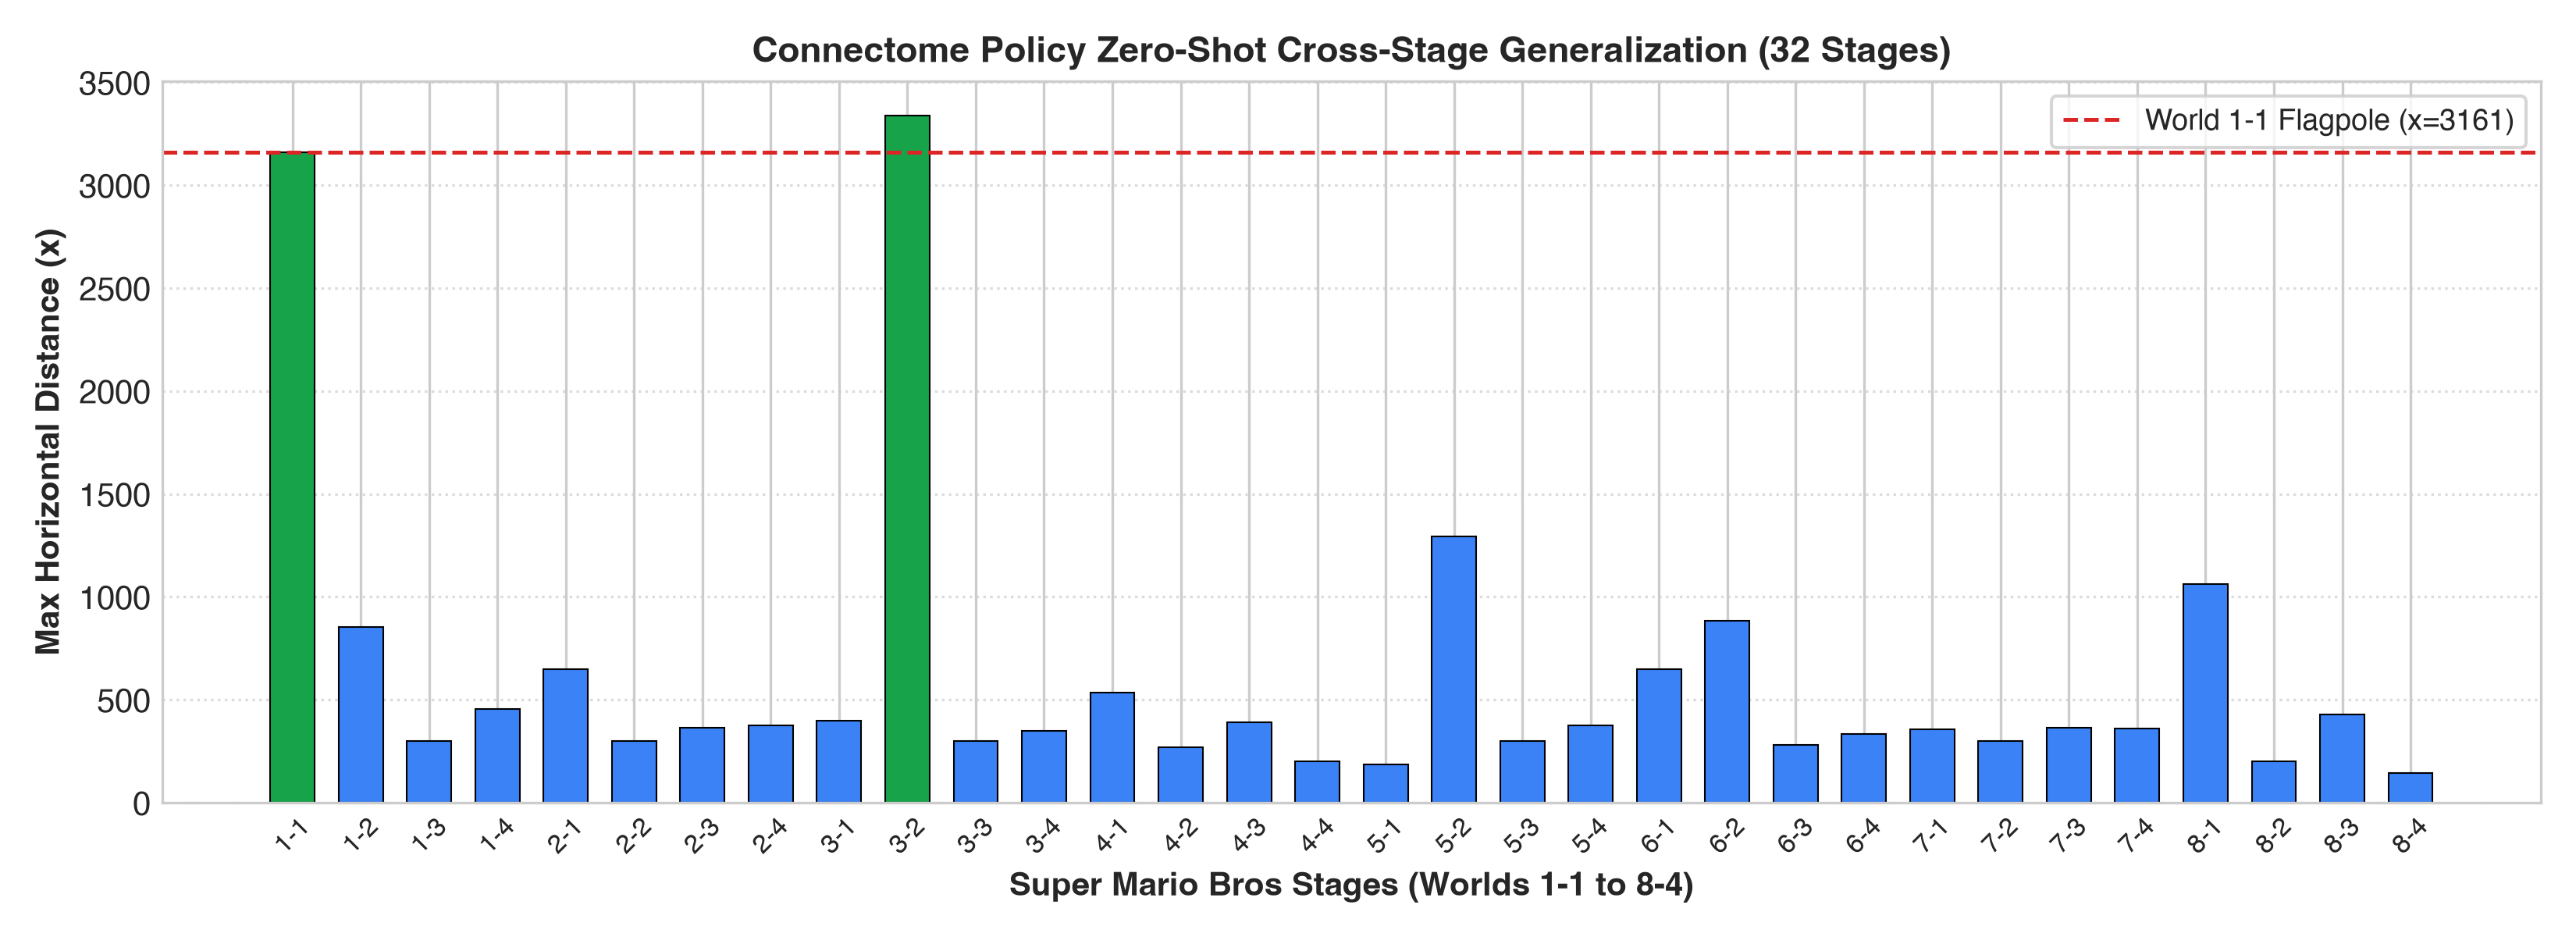 Connectome Policy Zero-Shot Cross-Stage Generalization (32 Stages)
World 1-1 Flagpole (x=3161)
Max Horizontal Distance (x)
3500
3000
2500
2000
1500
1000
500
0
1-1 1-2 1-3 1-4 2-1 2-2 2-3 2-4 3-1 3-2 3-3 3-4 4-1 4-2 4-3 4-4 5-1 5-2 5-3 5-4 6-1 6-2 6-3 6-4 7-1 7-2 7-3 7-4 8-1 8-2 8-3 8-4
Super Mario Bros Stages (Worlds 1-1 to 8-4)